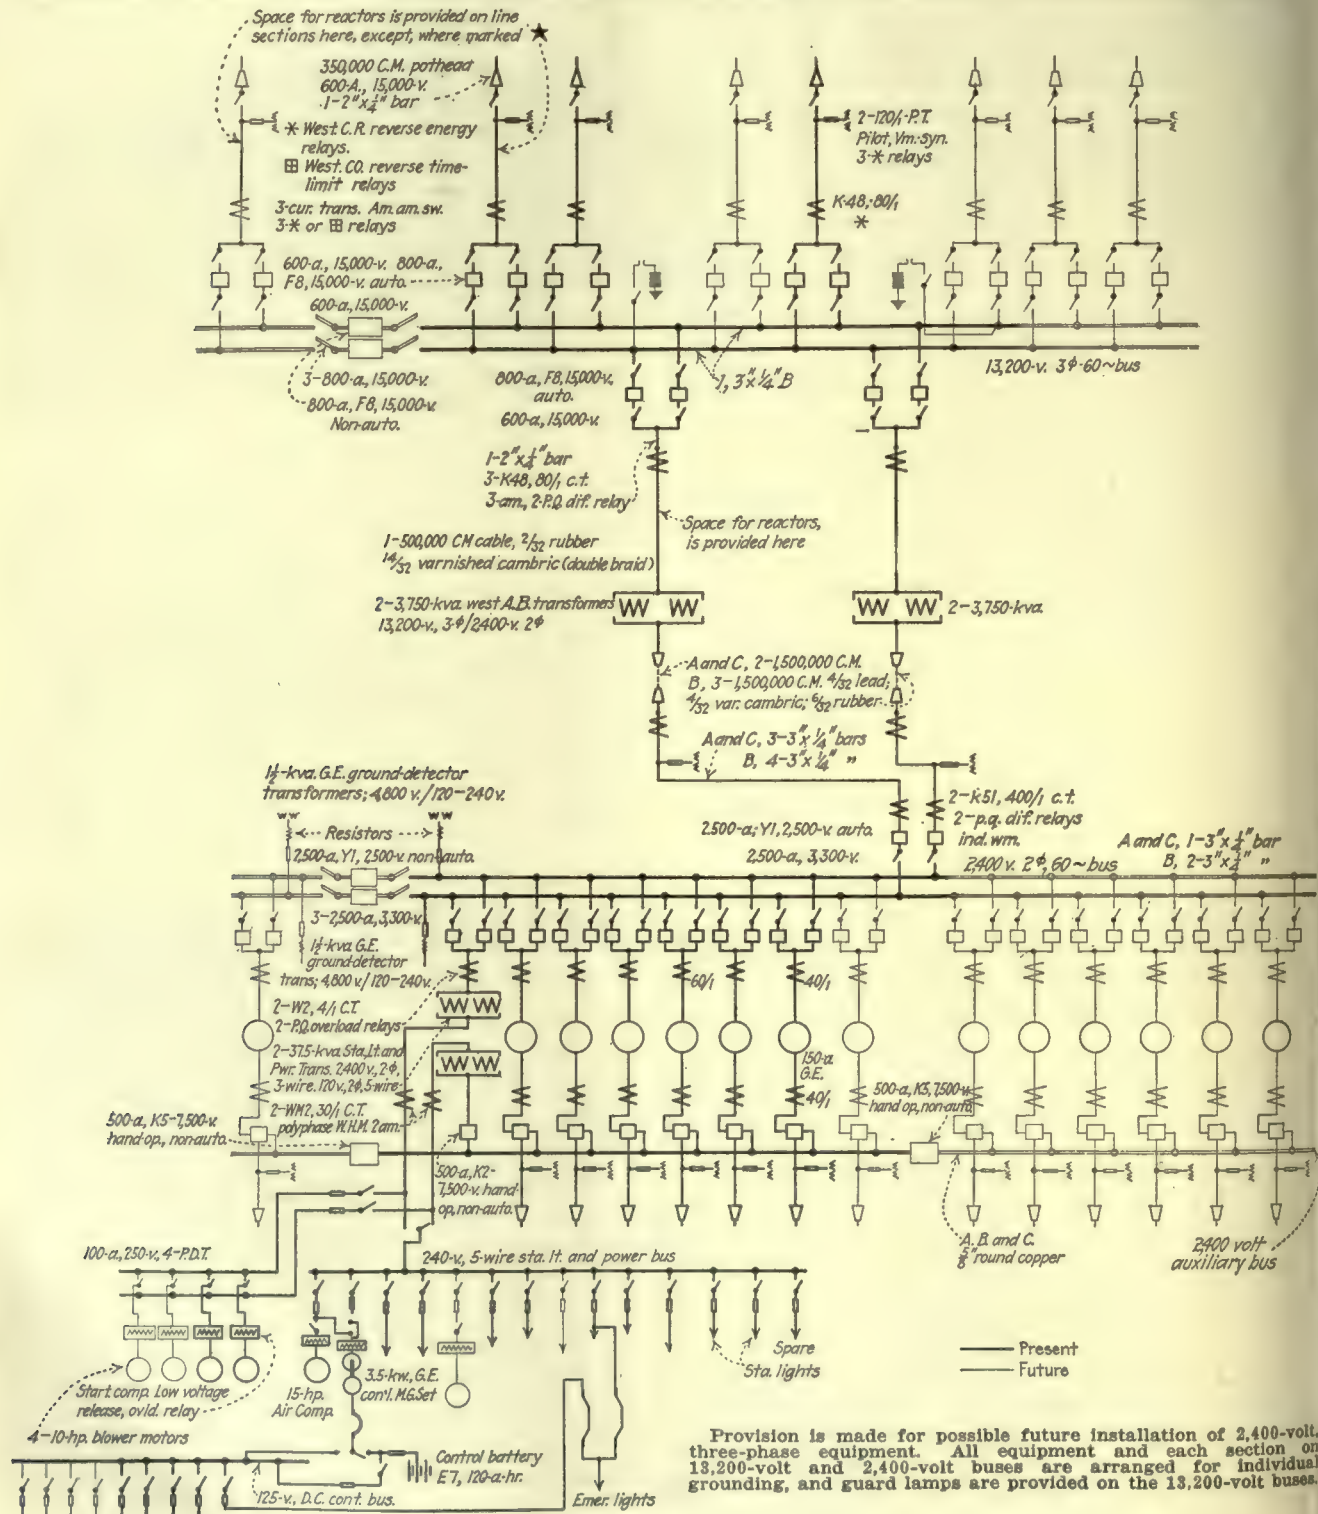 Space for reactors is provided on line
sections here, except, where marked ★
350,000 C.M. pothead
600-A., 15,000-v.
1-2"x¼" bar
* West. C.R. reverse energy
relays.
⊞ West. CO. reverse time-
limit relays
3-cur. trans. Am. am. sw.
3-* or ⊞ relays
2-120/1-P.T.
Pilot, Vm.-syn.
3-* relays
K-48,-80/1
*
600-a., 15,000-v. 800-a.,
F8, 15,000-v. auto.
600-a, 15,000-v.
3-800-a, 15,000-v.
800-a., F8, 15,000-v.
Non-auto.
800-a, F8, 15,000-v.,
auto.
600-a, 15,000-v.
1, 3"x¼" B
13,200-v. 3φ-60~bus
1-2"x¼" bar
3-K48, 80/1 c.t.
3-am., 2-P.Q. dif. relay
Space for reactors,
is provided here
1-500,000 CM cable, 2/32 rubber
14/32 varnished cambric (double braid)
2-3,750-kva. west A.B. transformers
13,200-v., 3-φ/2,400-v. 2φ
2-3,750-kva.
A and C, 2-1,500,000 C.M.
B, 3-1,500,000 C.M. 4/32 lead;
4/32 var. cambric; 6/32 rubber
A and C, 3-3"x¼" bars
B, 4-3"x¼" "
1½-kva. G.E. ground-detector
transformers; 4,800 v./120-240v.
Resistors
2,500-a, Y1, 2500-v. non-auto.
2,500-a; Y1, 2,500-v. auto.
2,500-a, 3,300-v.
2-K51, 400/1 c.t.
2-p.q. dif. relays
ind. wm.
2,400 v. 2φ, 60~bus
A and C, 1-3"x¼" bar
B, 2-3"x¼" "
3-2,500-a, 3,300-v.
1½-kva G.E.
ground-detector
trans; 4,800 v./120-240v.
60/1
40/1
2-W2, 4/1 C.T.
2-P.Q. overload relays
2-37.5-kva Sta. lt. and
Pwr. Trans. 2400v., 2φ,
3-wire. 120v., 2φ, 5-wire
2-WM2, 30/1 C.T.
polyphase W.H.M. 2 am.
150-a
G.E.
40/1
500-a, K5, 7,500-v.
hand op, non-auto.
500-a, K5-7,500-v.
hand-op., non-auto.
500-a, K2-
7,500-v. hand-
op, non-auto.
A. B. and C.
⅝" round copper
2,400 volt
auxiliary bus
100-a, 250-v, 4-P.D.T.
240-v, 5-wire sta. lt. and power bus
Spare
Sta. lights
Present
Future
Start. comp. Low voltage
release, ovld. relay
15-hp.
Air Comp.
3.5-kw., G.E.
con'l. M.G. Set
4-10-hp. blower motors
Control battery
E7, 120-a-hr.
125-v., D.C. cont. bus.
Emer. lights
Provision is made for possible future installation of 2,400-volt,
three-phase equipment. All equipment and each section on
13,200-volt and 2,400-volt buses are arranged for individual
grounding, and guard lamps are provided on the 13,200-volt buses.